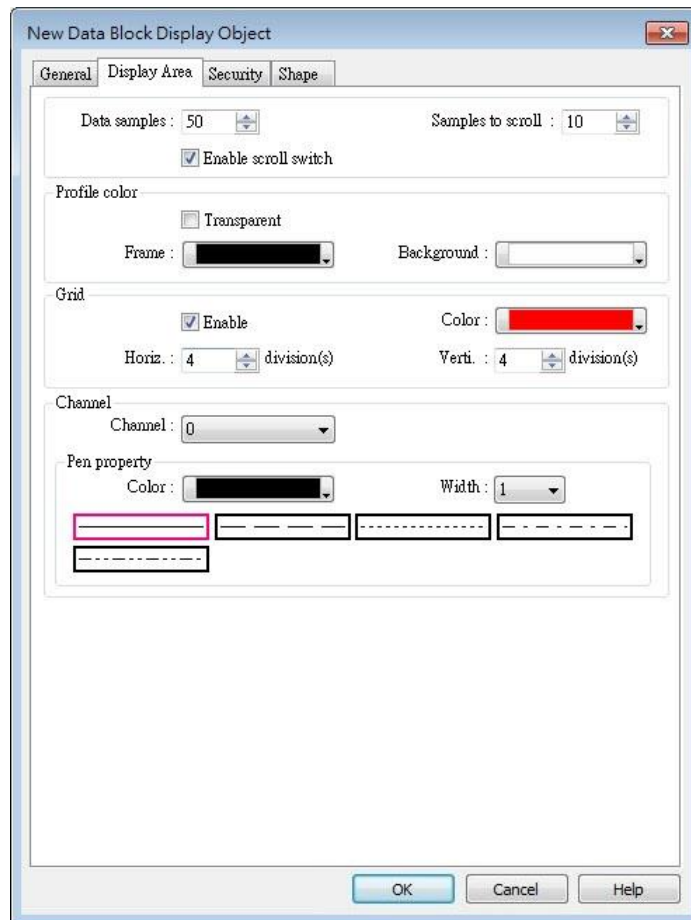 New Data Block Display Object
General Display Area Security Shape
Data samples : 50 Samples to scroll : 10
Enable scroll switch
Profile color
Transparent
Frame : Background :
Grid
Enable Color :
Horiz. : 4 division(s) Verti. : 4 division(s)
Channel
Channel : 0
Pen property
Color : Width : 1
OK Cancel Help